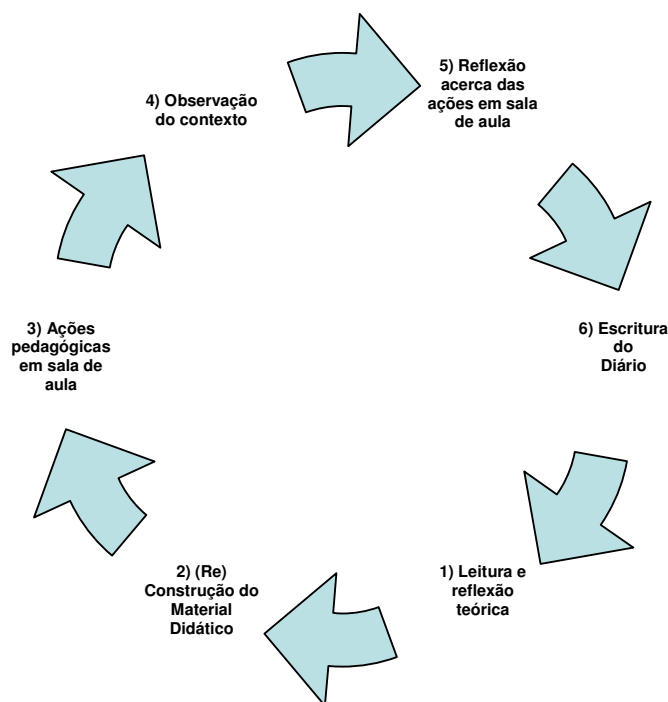 4) Observação
do contexto
5) Reflexão
acerca das
ações em sala
de aula
3) Ações
pedagógicas
em sala de
aula
6) Escritura
do
Diário
2) (Re)
Construção do
Material
Didático
1) Leitura e
reflexão
teórica